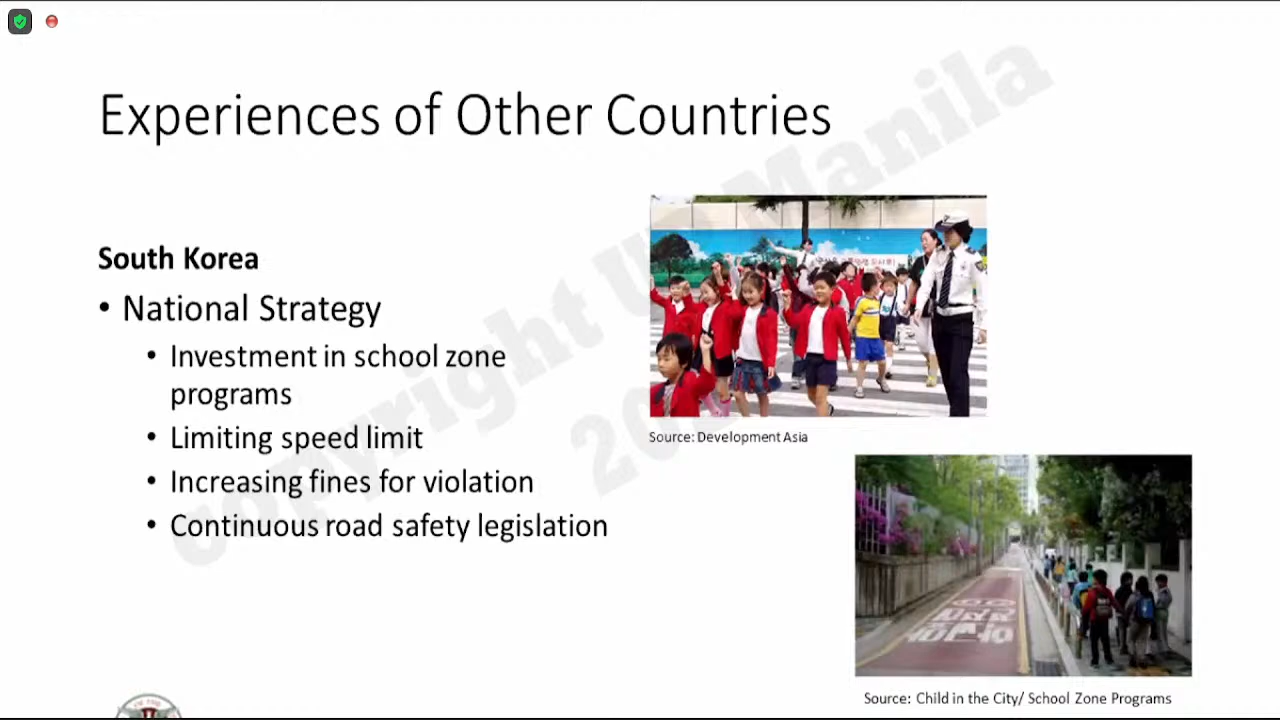 Experiences of Other Countries
South Korea
• National Strategy
• Investment in school zone
programs
• Limiting speed limit
• Increasing fines for violation
• Continuous road safety legislation
Source: Development Asia
Source: Child in the City/ School Zone Programs